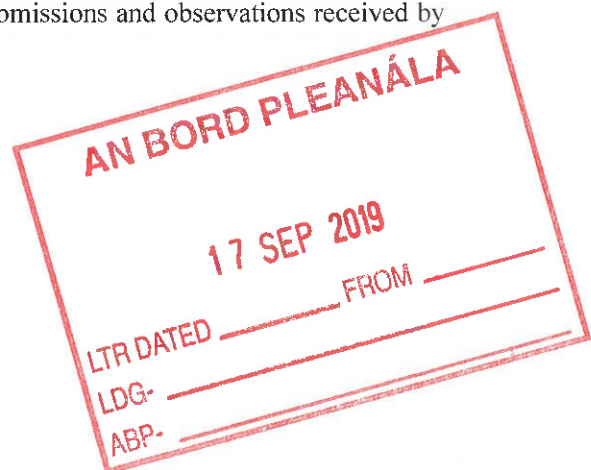 omissions and observations received by
AN BORD PLEANÁLA
17 SEP 2019
LTR DATED FROM
LDG-
ABP-